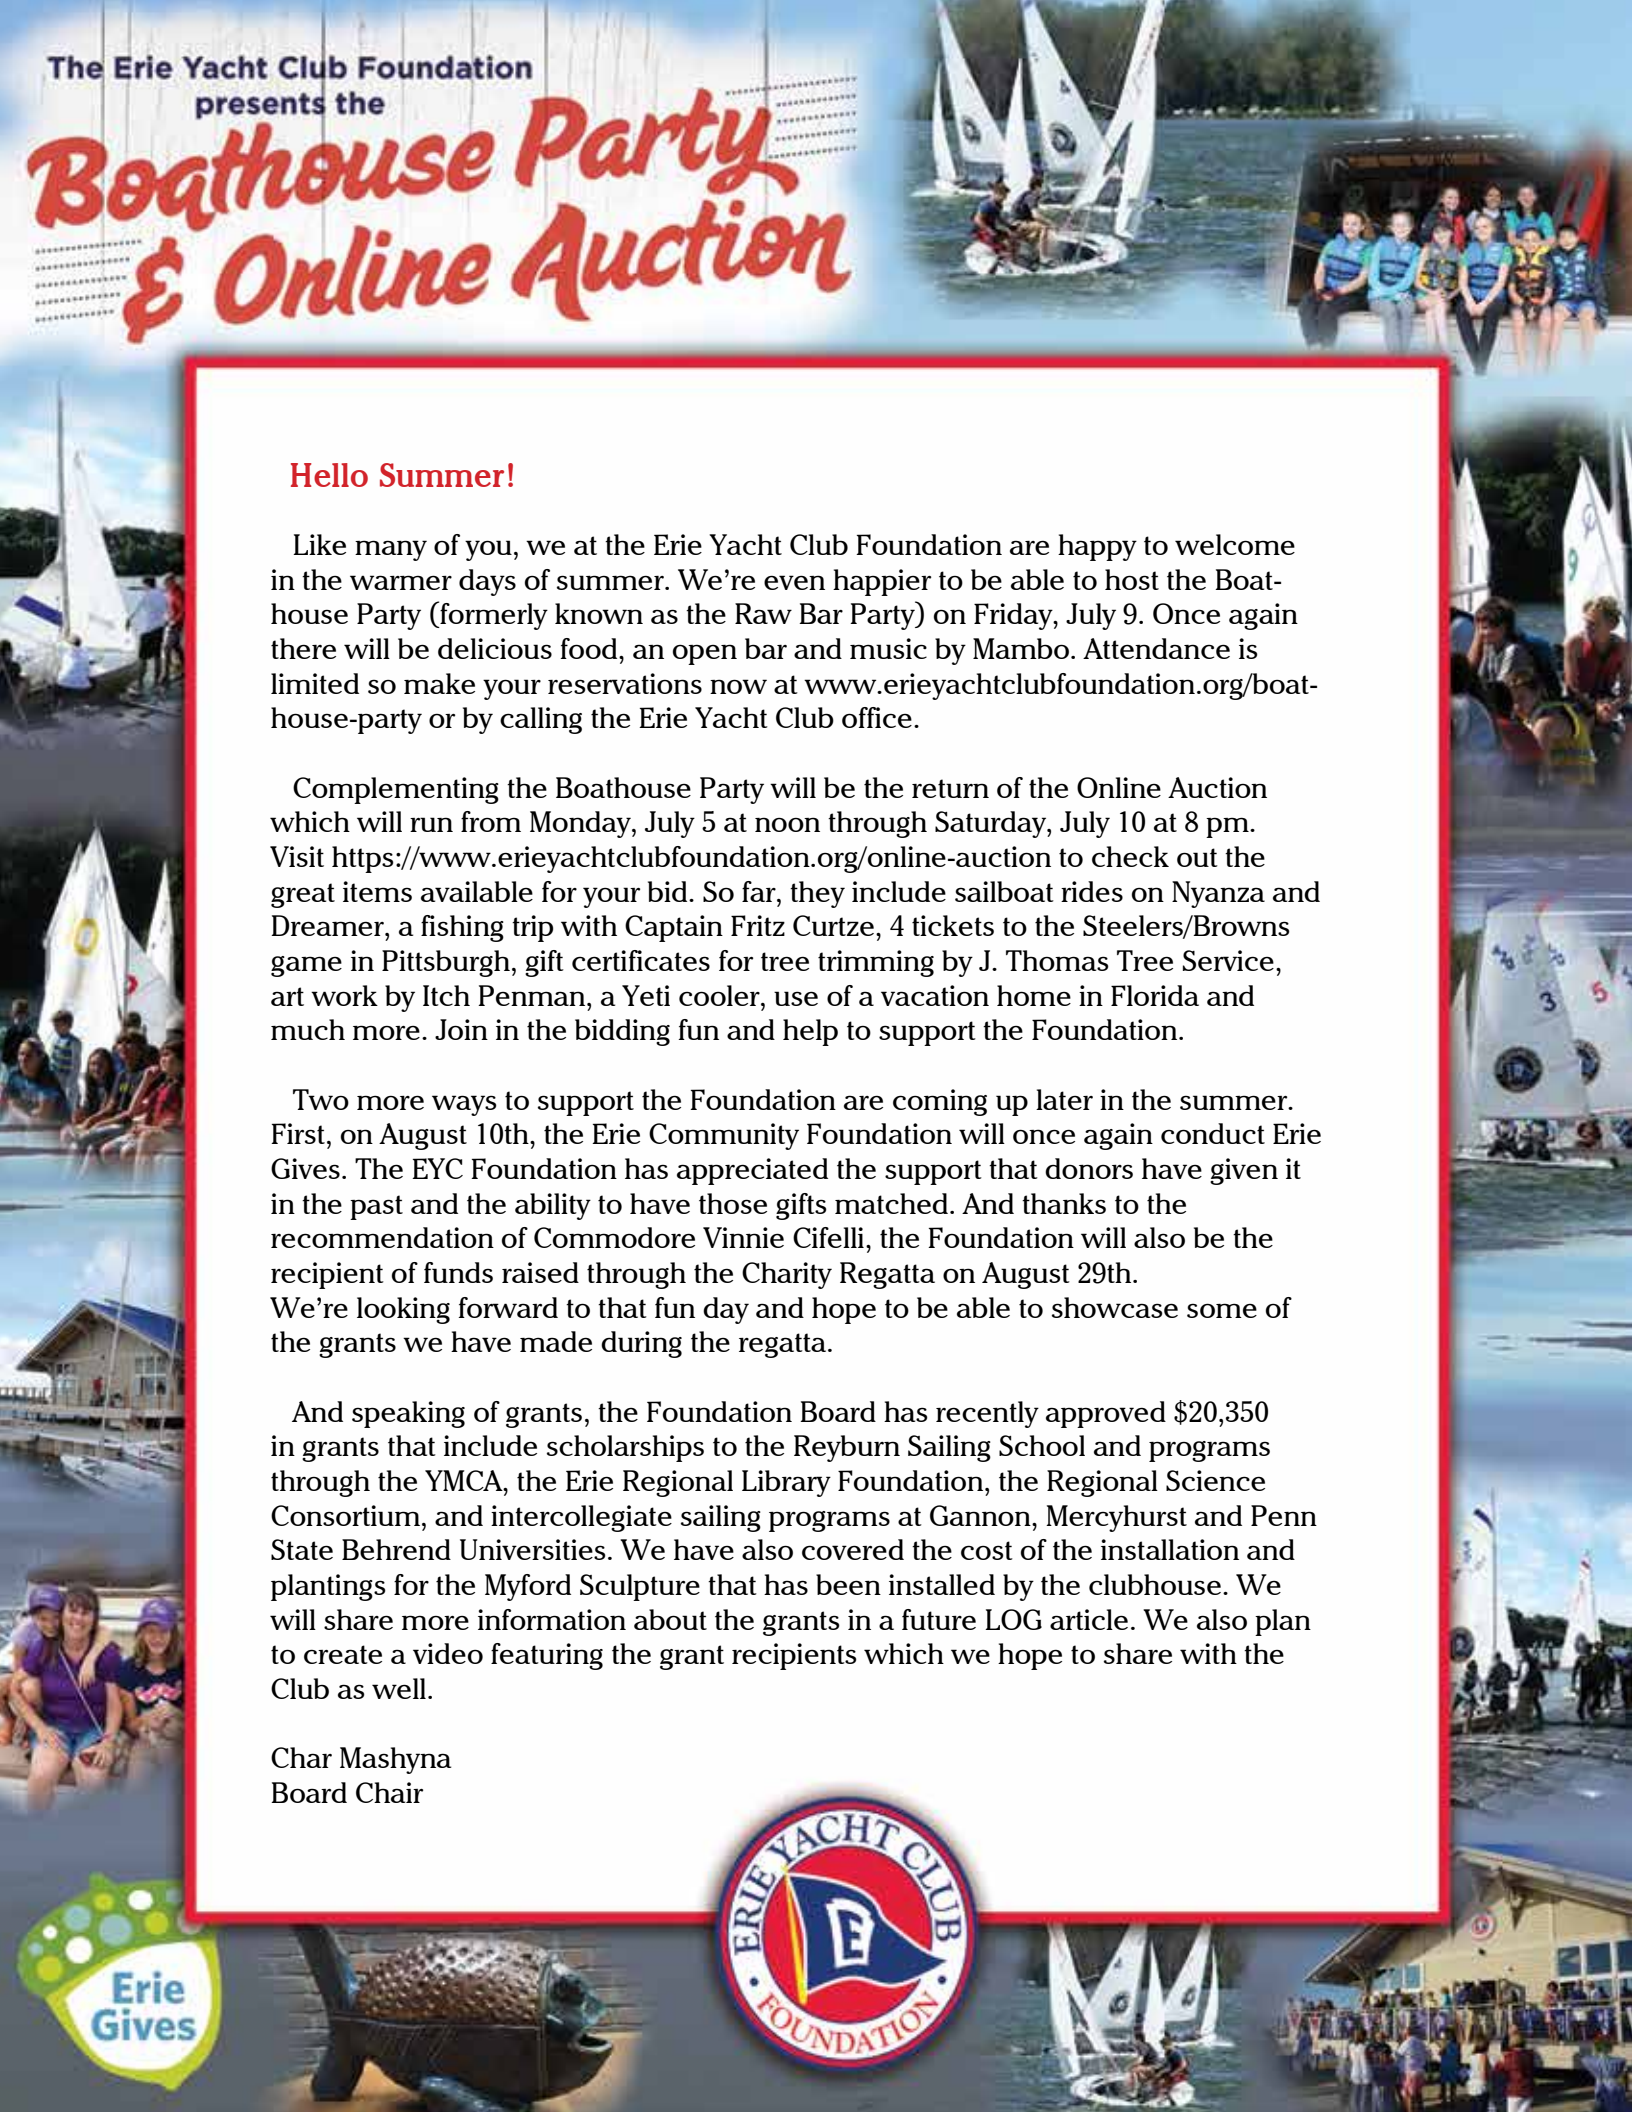 The Erie Yacht Club Foundation
presents the
Boathouse Party
& Online Auction
Hello Summer!
Like many of you, we at the Erie Yacht Club Foundation are happy to welcome
in the warmer days of summer. We're even happier to be able to host the Boat-
house Party (formerly known as the Raw Bar Party) on Friday, July 9. Once again
there will be delicious food, an open bar and music by Mambo. Attendance is
limited so make your reservations now at www.erieyachtclubfoundation.org/boat-
house-party or by calling the Erie Yacht Club office.
Complementing the Boathouse Party will be the return of the Online Auction
which will run from Monday, July 5 at noon through Saturday, July 10 at 8 pm.
Visit https://www.erieyachtclubfoundation.org/online-auction to check out the
great items available for your bid. So far, they include sailboat rides on Nyanza and
Dreamer, a fishing trip with Captain Fritz Curtze, 4 tickets to the Steelers/Browns
game in Pittsburgh, gift certificates for tree trimming by J. Thomas Tree Service,
art work by Itch Penman, a Yeti cooler, use of a vacation home in Florida and
much more. Join in the bidding fun and help to support the Foundation.
Two more ways to support the Foundation are coming up later in the summer.
First, on August 10th, the Erie Community Foundation will once again conduct Erie
Gives. The EYC Foundation has appreciated the support that donors have given it
in the past and the ability to have those gifts matched. And thanks to the
recommendation of Commodore Vinnie Cifelli, the Foundation will also be the
recipient of funds raised through the Charity Regatta on August 29th.
We're looking forward to that fun day and hope to be able to showcase some of
the grants we have made during the regatta.
And speaking of grants, the Foundation Board has recently approved $20,350
in grants that include scholarships to the Reyburn Sailing School and programs
through the YMCA, the Erie Regional Library Foundation, the Regional Science
Consortium, and intercollegiate sailing programs at Gannon, Mercyhurst and Penn
State Behrend Universities. We have also covered the cost of the installation and
plantings for the Myford Sculpture that has been installed by the clubhouse. We
will share more information about the grants in a future LOG article. We also plan
to create a video featuring the grant recipients which we hope to share with the
Club as well.
Char Mashyna
Board Chair
ERIE YACHT CLUB
E
• FOUNDATION •
Erie
Gives
9
3
5